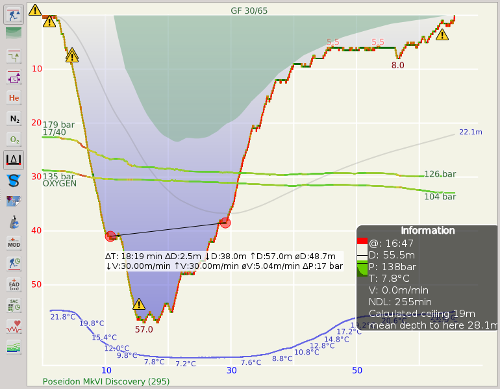 GF 30/65
10
20
30
40
50
179 bar
17/40
135 bar
OXYGEN
5.5
5.5
8.0
22.1m
126 bar
104 bar
57.0
ΔT: 18:19 min ΔD:2.5m ↓D:38.0m ↑D:57.0m øD:48.7m
↓V:30.00m/min ↑V:30.00m/min øV:5.04m/min ΔP:17 bar
Information
@: 16:47
D: 55.5m
P: 138bar
T: 7.8°C
V: 0.0m/min
NDL: 255min
Calculated ceiling 19m
mean depth to here 28.1m
21.8°C
19.8°C
15.4°C
12.0°C
9.8°C
7.8°C
7.2°C
7.6°C
8.8°C
10.8°C
12.8°C
14.8°C
17.2°
10
30
50
Poseidon MkVI Discovery (295)
He
N₂
O₂
MOD
SAC